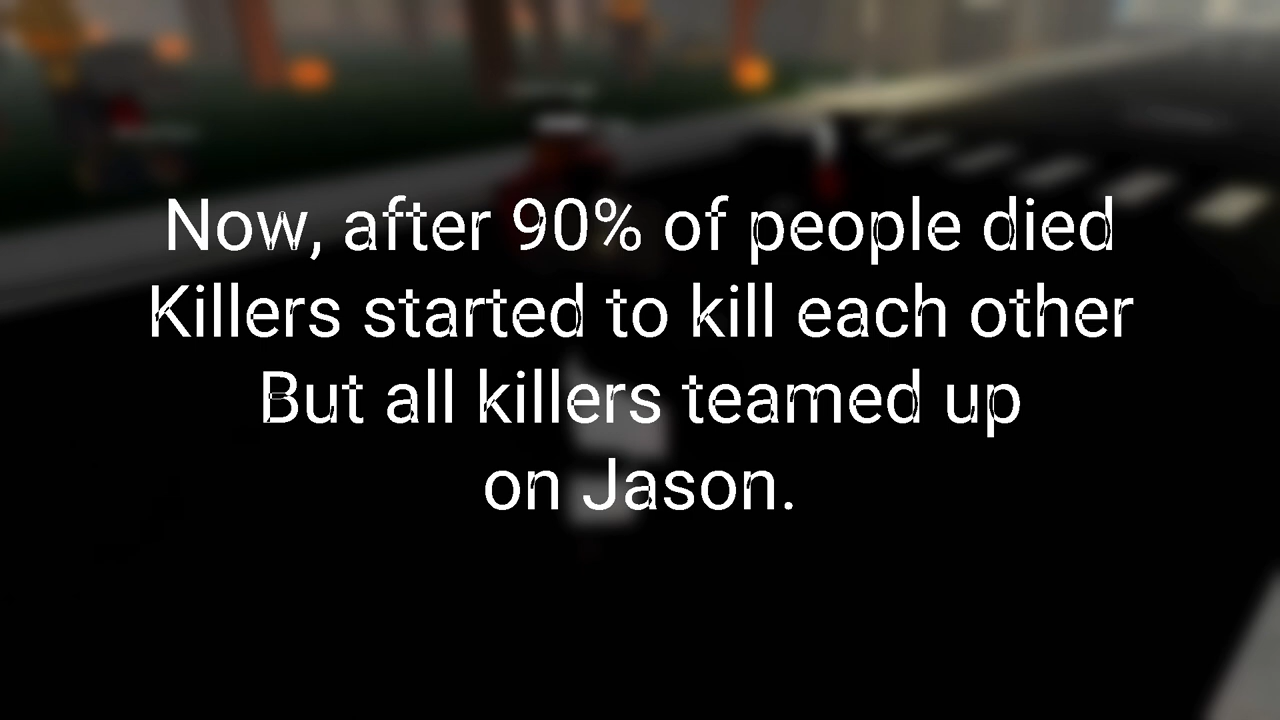 Now, after 90% of people died
Killers started to kill each other
But all killers teamed up
on Jason.